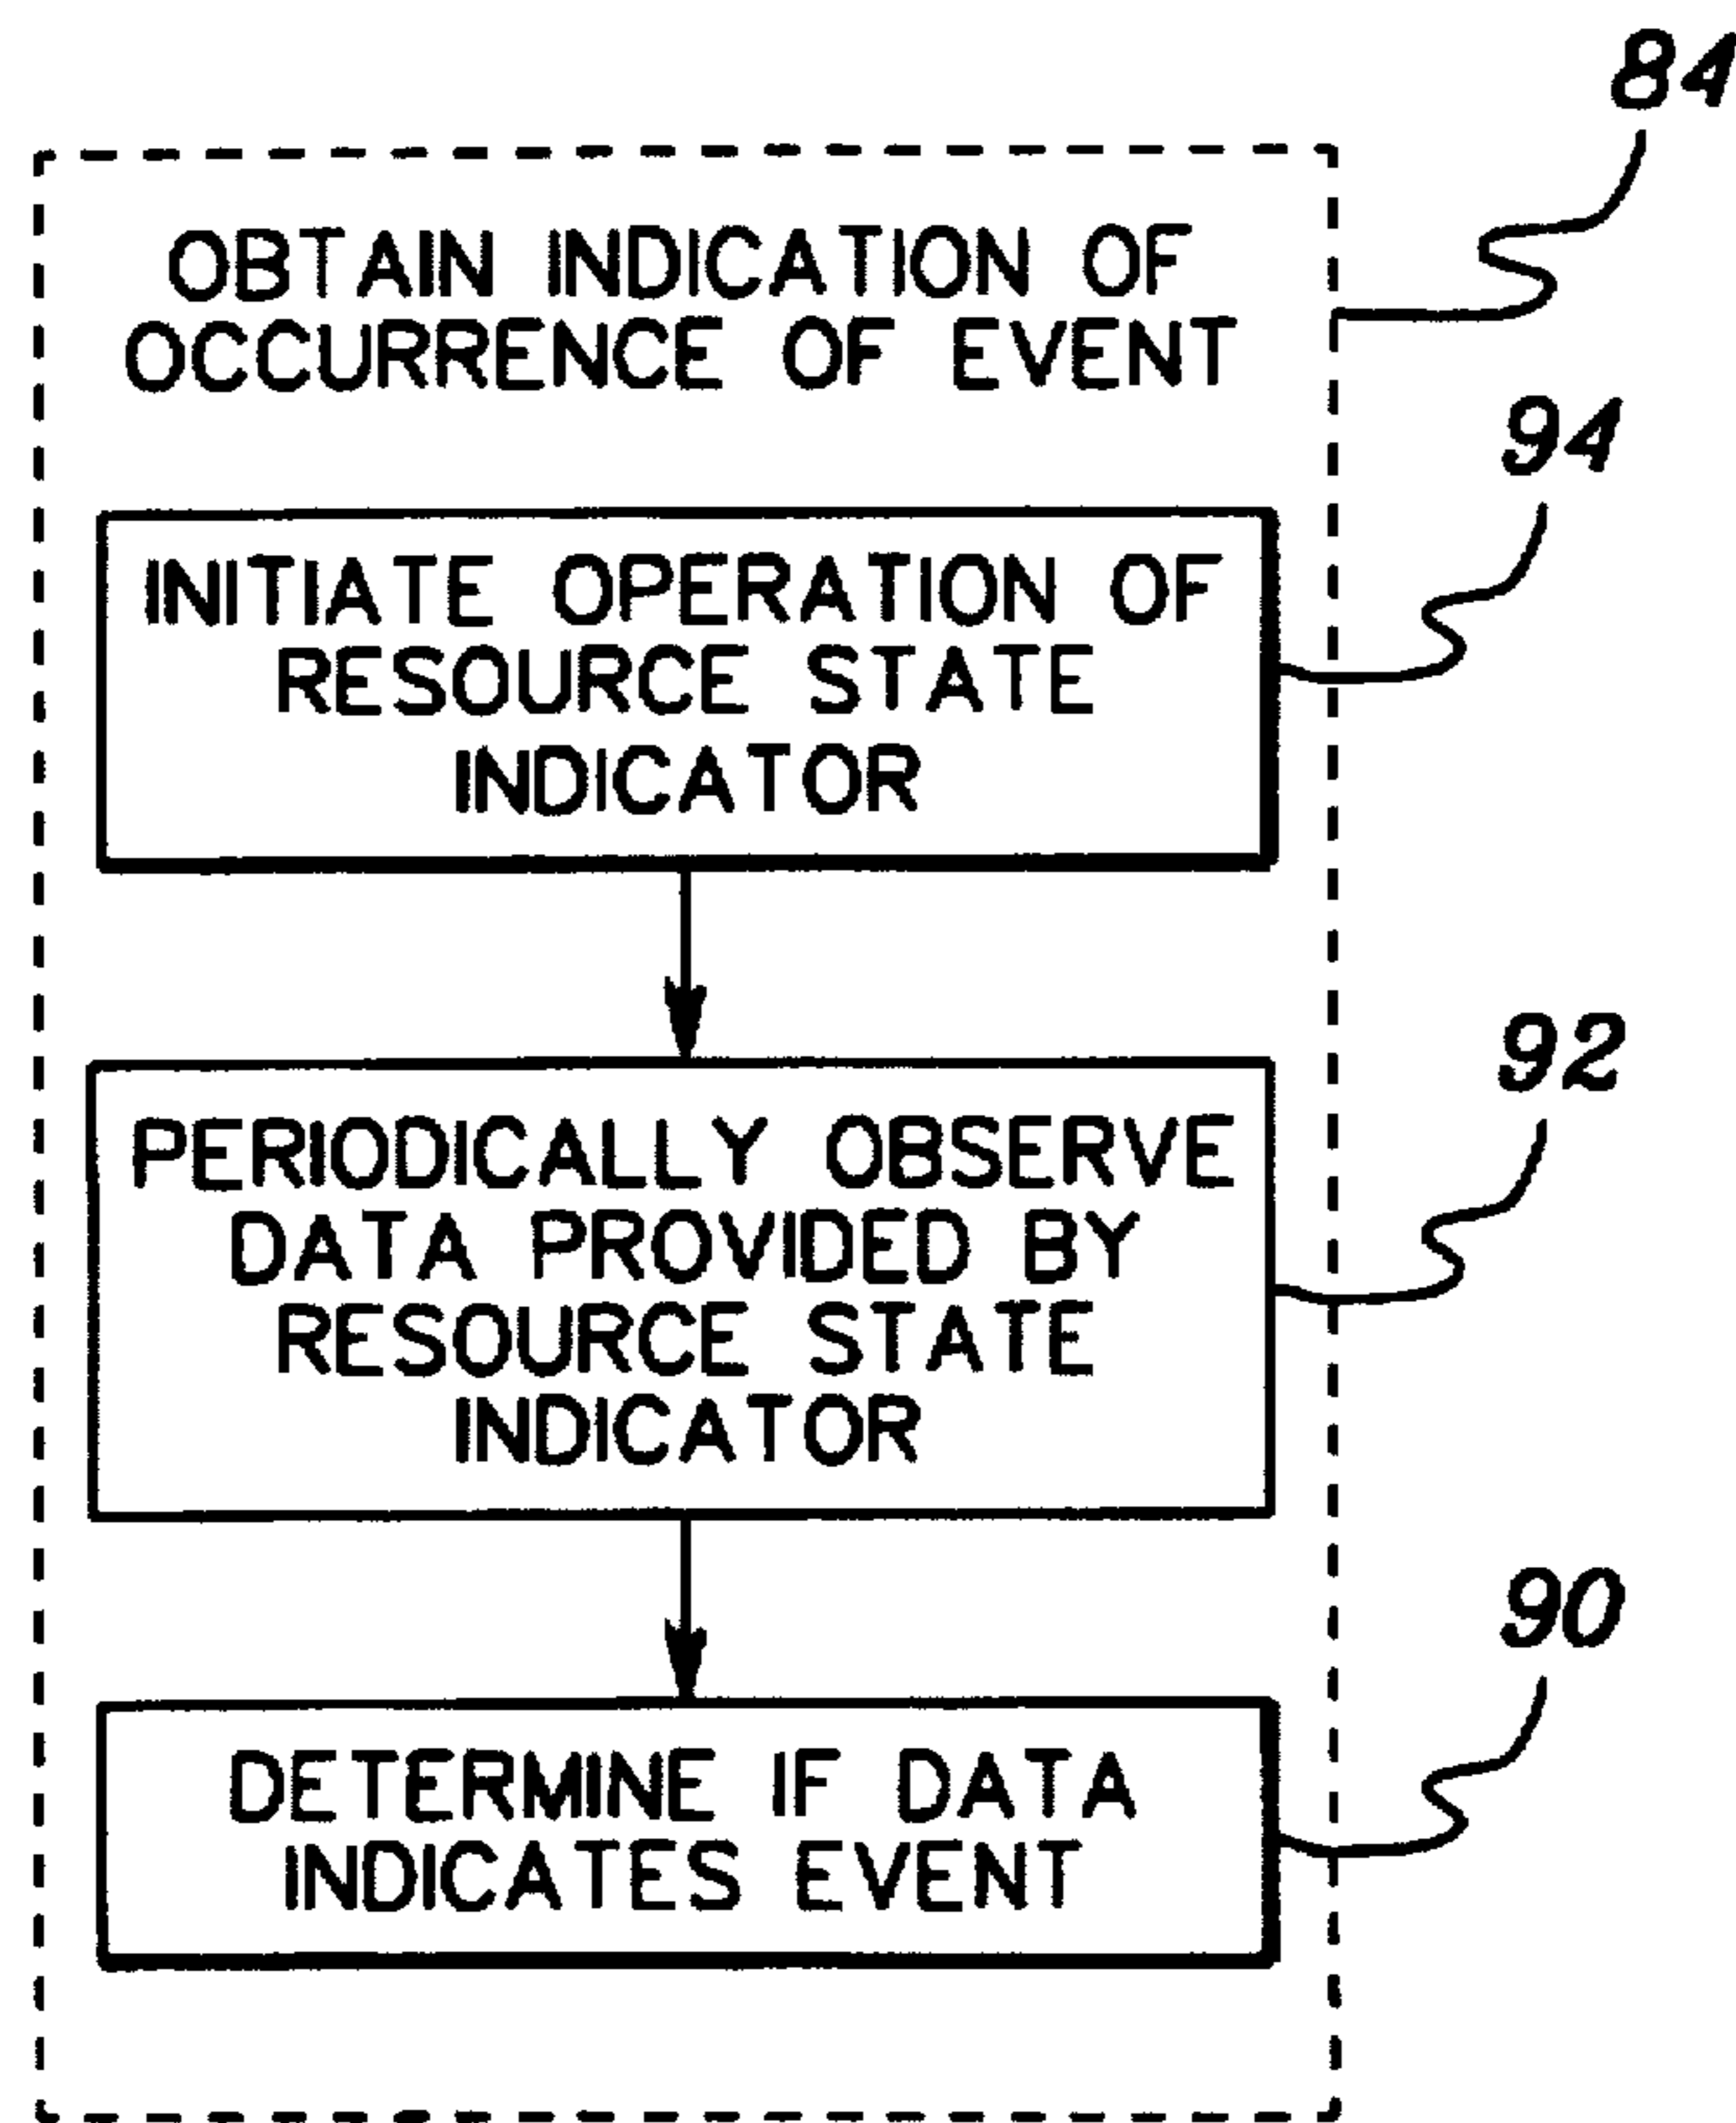 84
OBTAIN INDICATION OF
OCCURRENCE OF EVENT
94
INITIATE OPERATION OF
RESOURCE STATE
INDICATOR
92
PERIODICALLY OBSERVE
DATA PROVIDED BY
RESOURCE STATE
INDICATOR
90
DETERMINE IF DATA
INDICATES EVENT